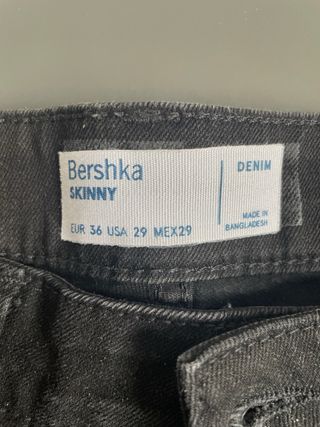 Bershka
SKINNY
DENIM
EUR 36 USA 29 MEX29
MADE IN
BANGLADESH